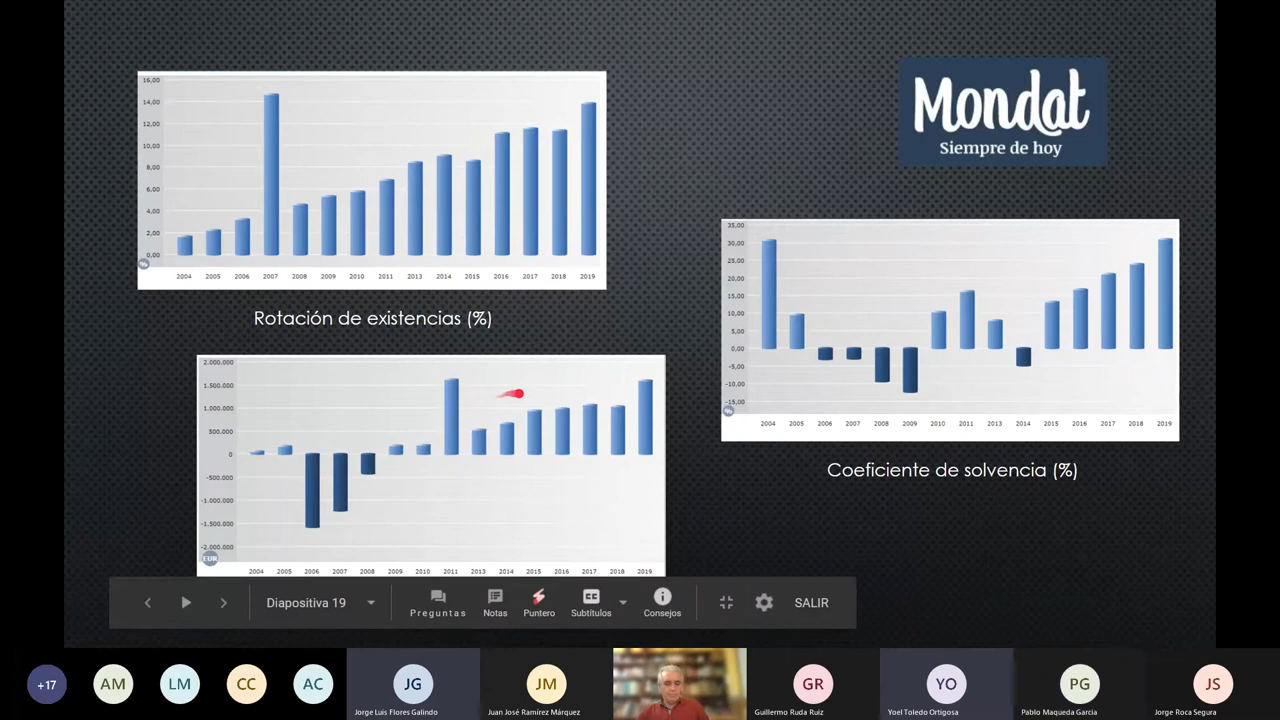 16,00
14,00
12,00
10,00
8,00
6,00
4,00
2,00
0,00
%
2004 2005 2006 2007 2008 2009 2010 2011 2013 2014 2015 2016 2017 2018 2019
Rotación de existencias (%)
Mondat
Siempre de hoy
35,00
30,00
25,00
20,00
15,00
10,00
5,00
0,00
-5,00
-10,00
-15,00
%
2004 2005 2006 2007 2008 2009 2010 2011 2013 2014 2015 2016 2017 2018 2019
Coeficiente de solvencia (%)
2.000.000
1.500.000
1.000.000
500.000
0
-500.000
-1.000.000
-1.500.000
-2.000.000
EUR
2004 2005 2006 2007 2008 2009 2010 2011 2013 2014 2015 2016 2017 2018 2019
Diapositiva 19
Preguntas
Notas
Puntero
CC
Subtítulos
Consejos
SALIR
+17
AM
LM
CC
AC
JG
Jorge Luis Flores Galindo
JM
Juan José Ramírez Márquez
GR
Guillermo Ruda Ruiz
YO
Yoel Toledo Ortigosa
PG
Pablo Maqueda García
JS
Jorge Roca Segura